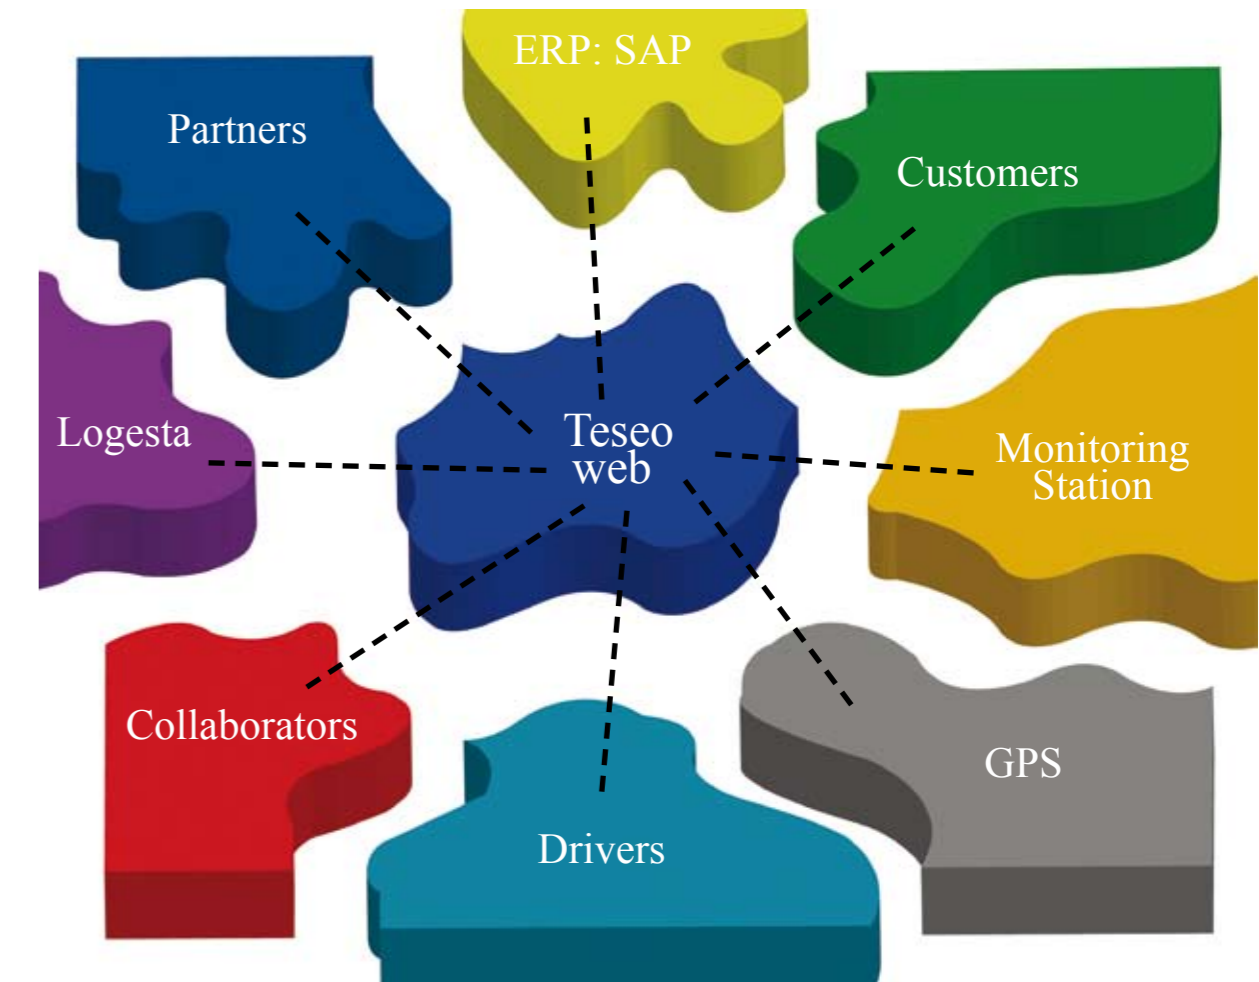 ERP: SAP
Partners
Customers
Logesta
Teseo
web
Monitoring
Station
Collaborators
GPS
Drivers